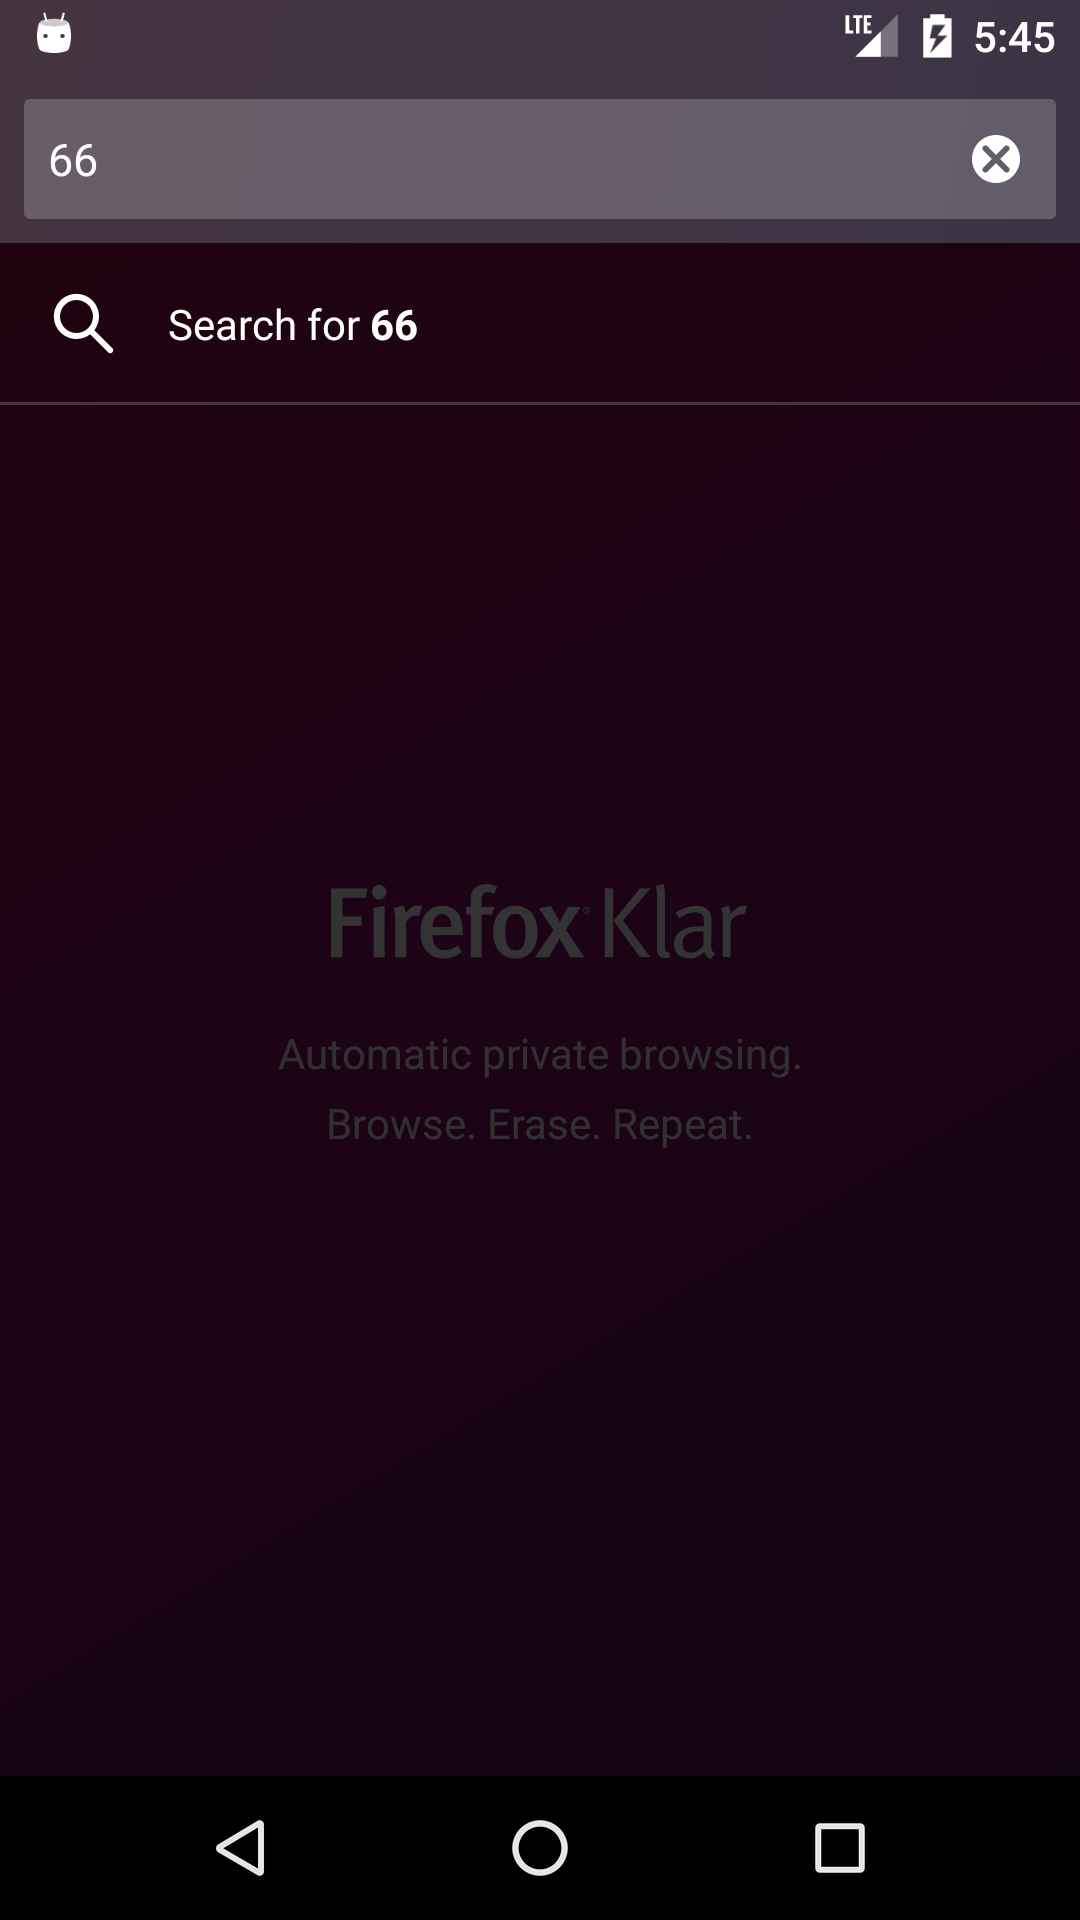 LTE 5:45
66
Search for 66
Firefox® Klar
Automatic private browsing.
Browse. Erase. Repeat.